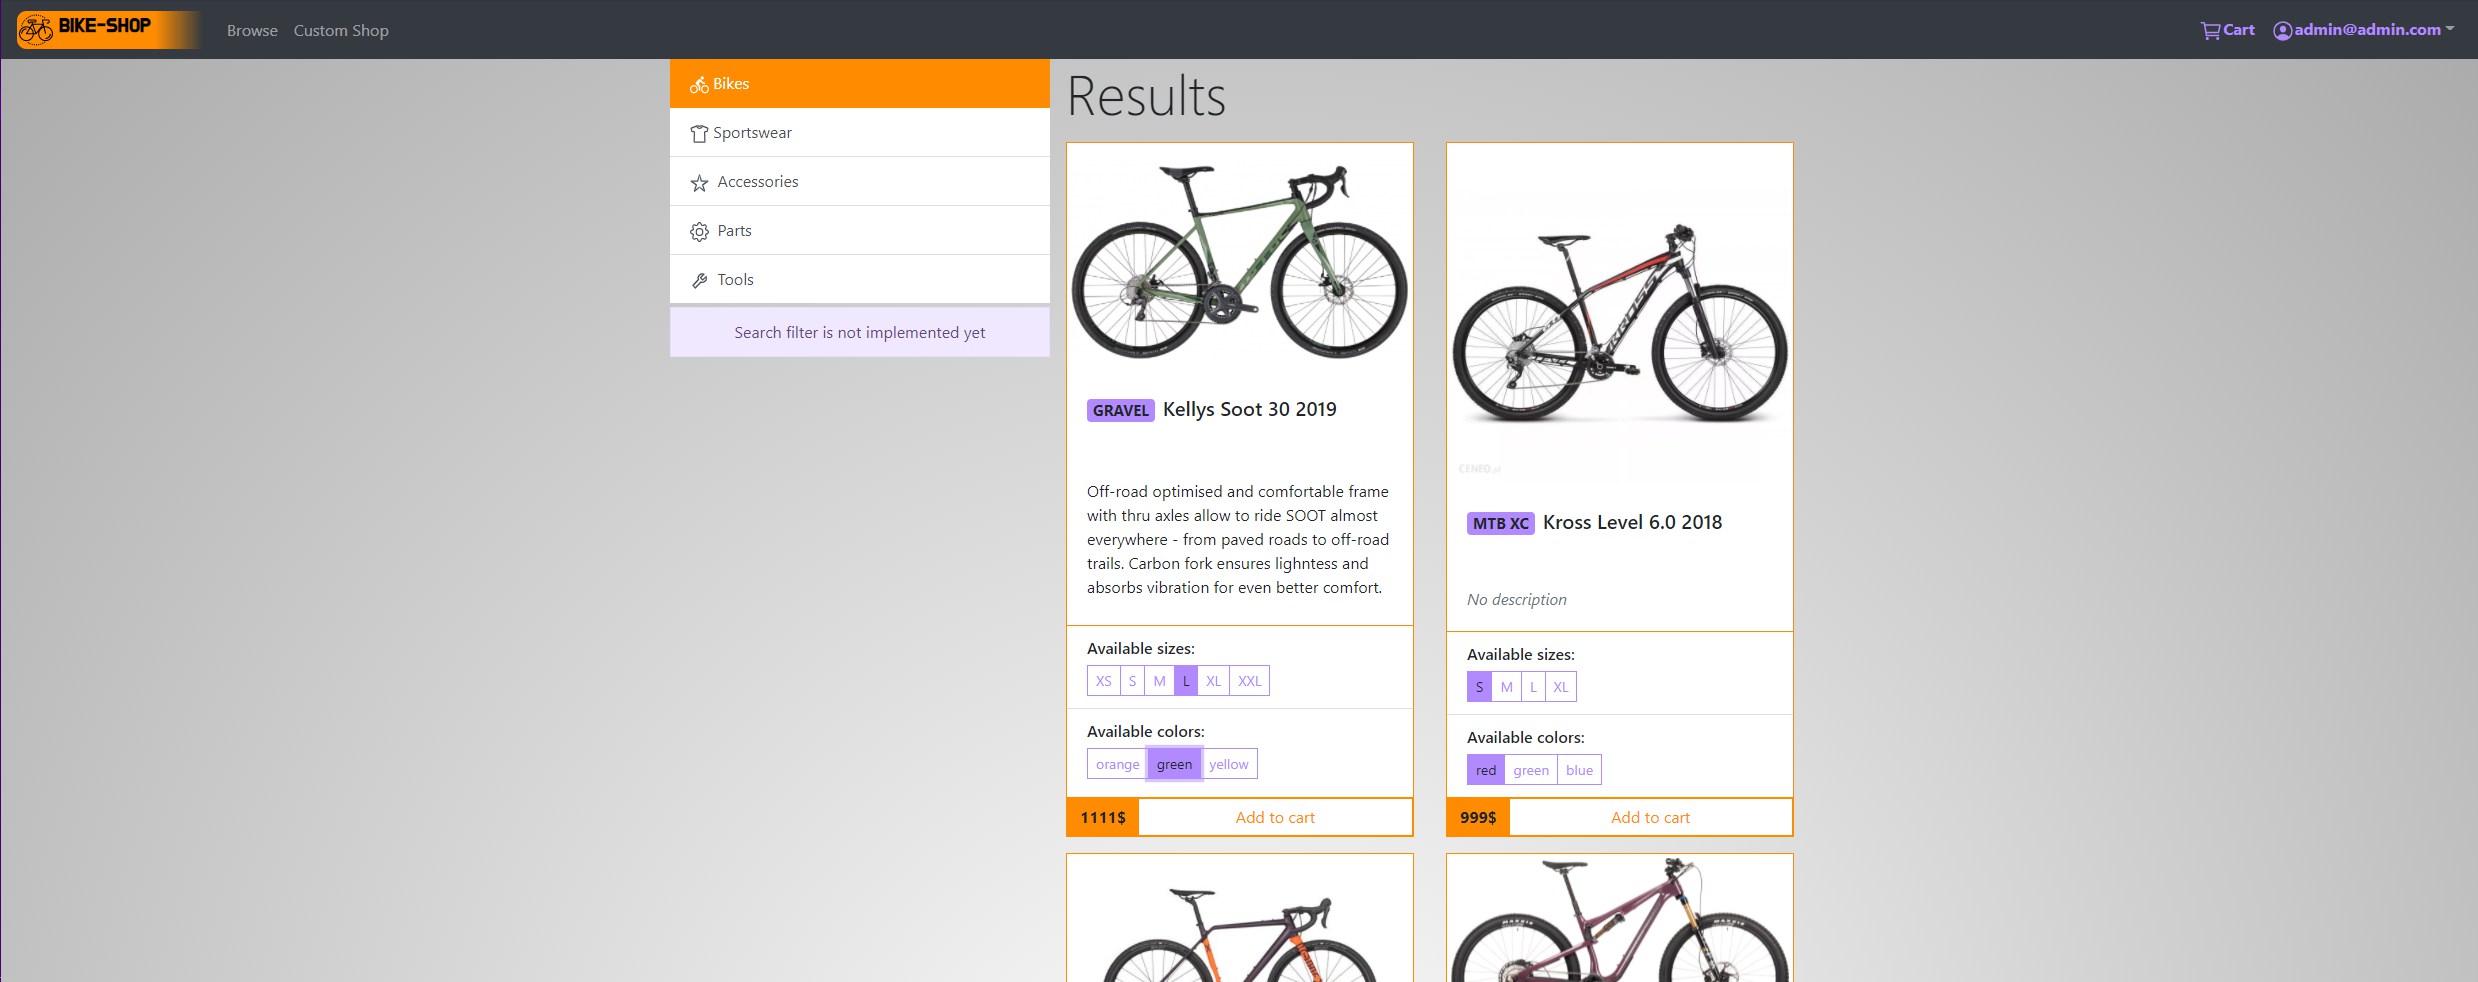 BIKE-SHOP
Browse
Custom Shop
Cart
admin@admin.com
Bikes
Sportswear
Accessories
Parts
Tools
Search filter is not implemented yet
Results
GRAVEL Kellys Soot 30 2019
Off-road optimised and comfortable frame
with thru axles allow to ride SOOT almost
everywhere - from paved roads to off-road
trails. Carbon fork ensures lighntess and
absorbs vibration for even better comfort.
Available sizes:
XS S M L XL XXL
Available colors:
orange green yellow
1111$ Add to cart
KROSS
CENEO.pl
MTB XC Kross Level 6.0 2018
No description
Available sizes:
S M L XL
Available colors:
red green blue
999$ Add to cart